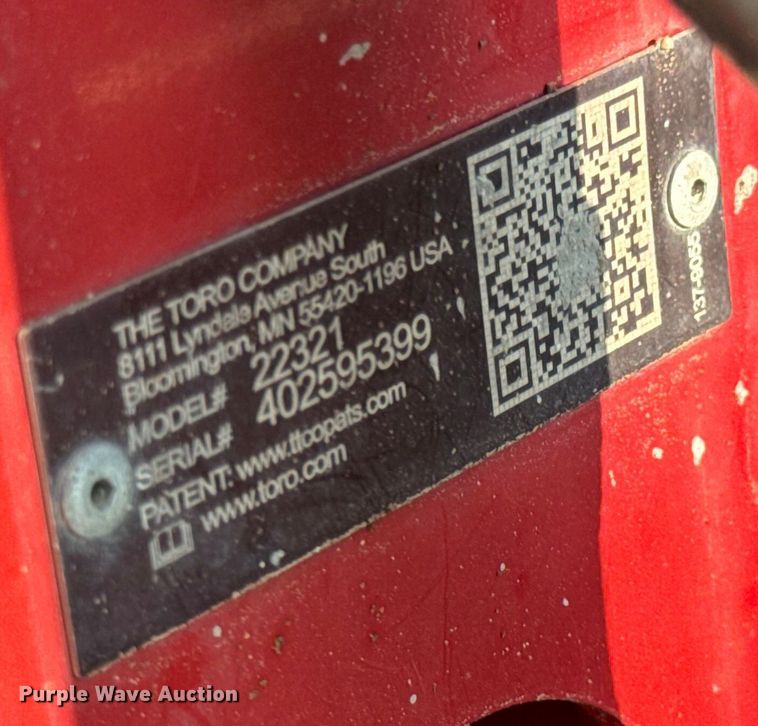 THE TORO COMPANY
8111 Lyndale Avenue South
Bloomington, MN 55420-1196 USA
MODEL# 22321
SERIAL# 402595399
PATENT: www.ttcopats.com
www.toro.com
137-9055
Purple Wave Auction